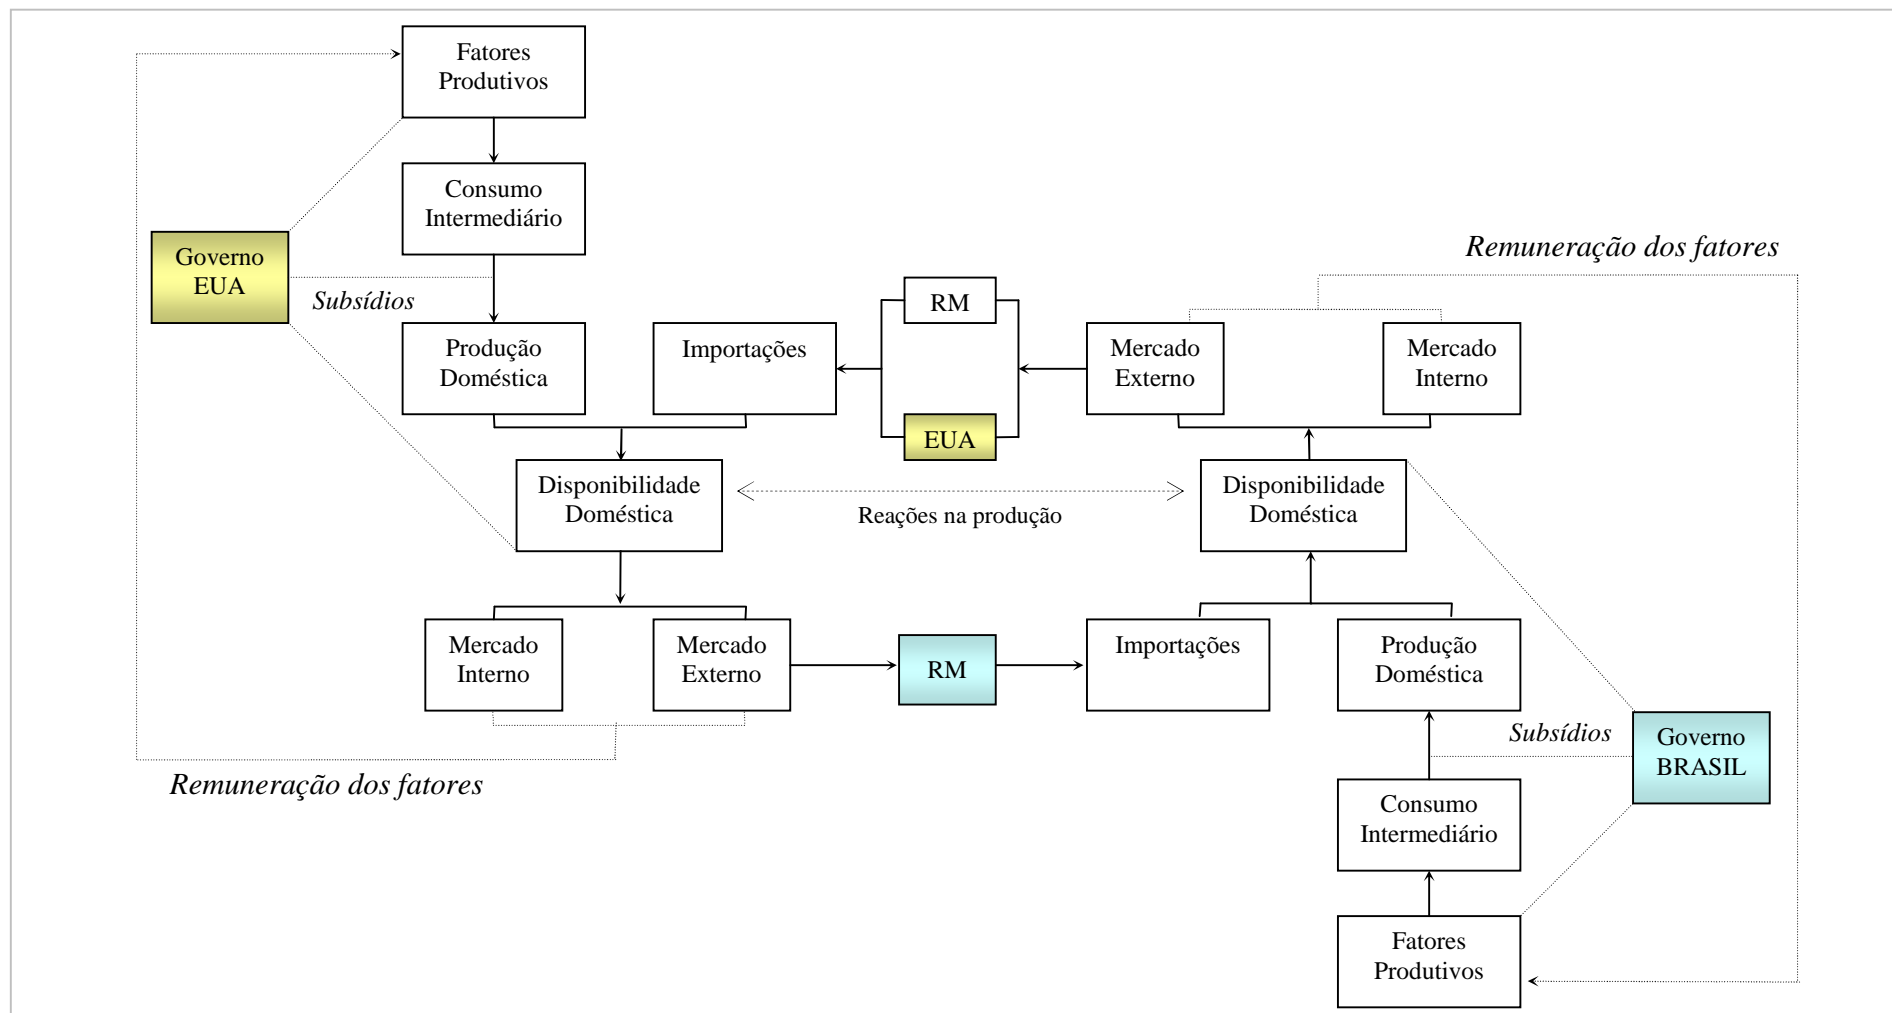 Fatores
Produtivos
Consumo
Intermediário
Governo
EUA
Subsídios
Remuneração dos fatores
RM
Produção
Doméstica
Importações
Mercado
Externo
Mercado
Interno
EUA
Disponibilidade
Doméstica
Reações na produção
Disponibilidade
Doméstica
Mercado
Interno
Mercado
Externo
RM
Importações
Produção
Doméstica
Remuneração dos fatores
Subsídios
Governo
BRASIL
Consumo
Intermediário
Fatores
Produtivos